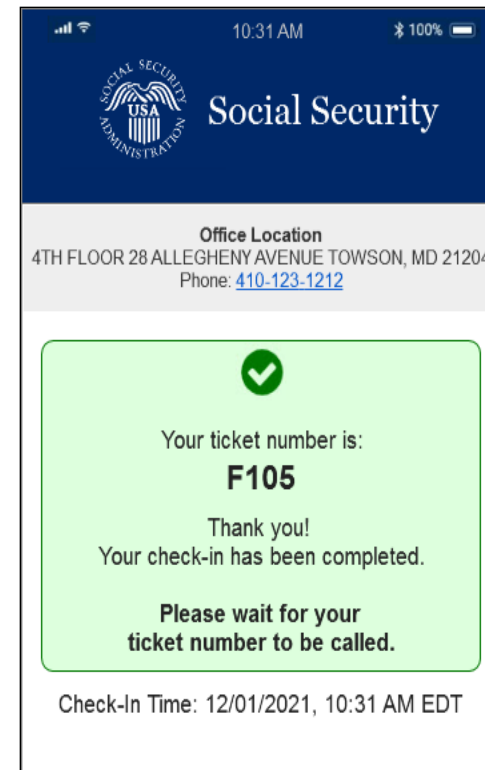 10:31 AM
100%
SOCIAL SECURITY
USA
ADMINISTRATION
Social Security
Office Location
4TH FLOOR 28 ALLEGHENY AVENUE TOWSON, MD 21204
Phone: 410-123-1212
Your ticket number is:
F105
Thank you!
Your check-in has been completed.
Please wait for your
ticket number to be called.
Check-In Time: 12/01/2021, 10:31 AM EDT